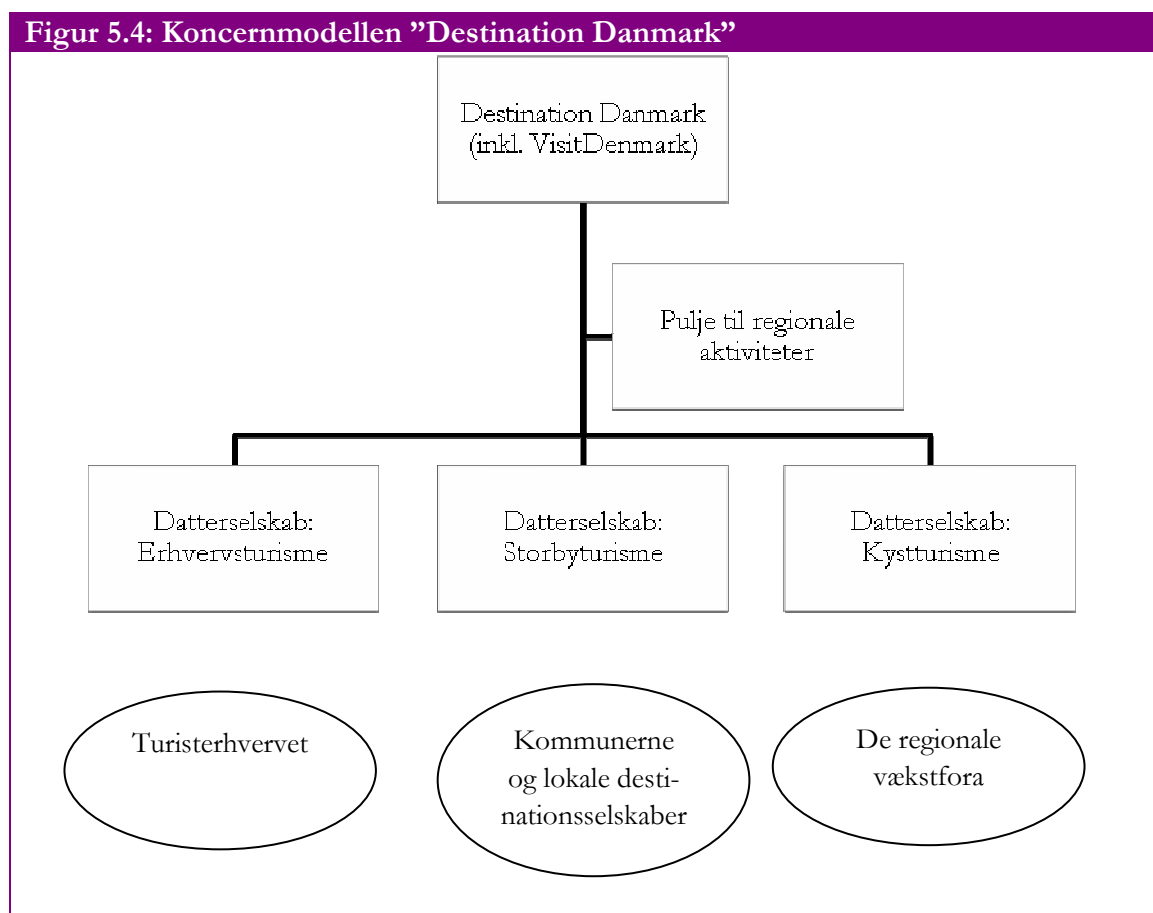 Figur 5.4: Koncernmodellen ”Destination Danmark”
Destination Danmark
(inkl. VisitDenmark)
Pulje til regionale
aktiviteter
Datterselskab:
Erhvervsturisme
Datterselskab:
Storbyturisme
Datterselskab:
Kystturisme
Turisterhvervet
Kommunerne
og lokale desti-
nationsselskaber
De regionale
vækstfora